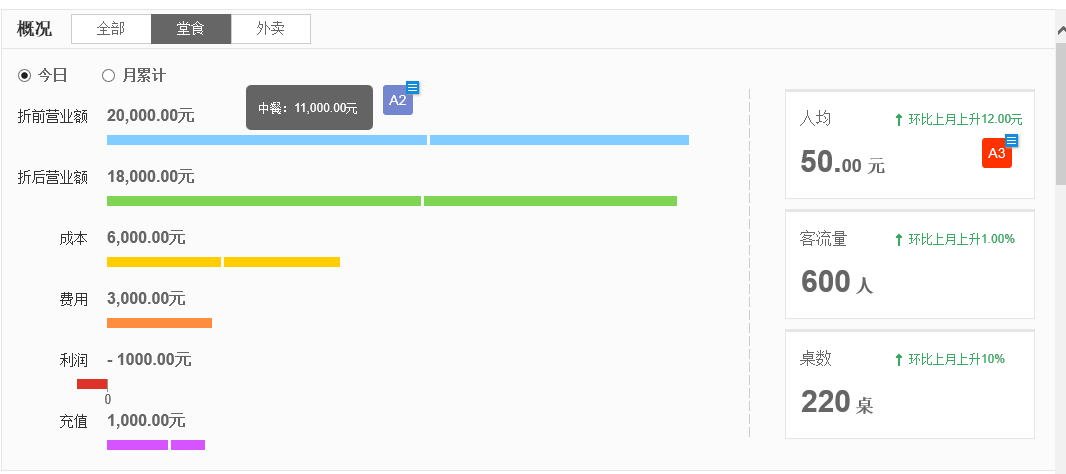 概况 全部 堂食 外卖
今日 月累计
折前营业额 20,000.00元
中餐：11,000.00元
A2
折后营业额 18,000.00元
成本 6,000.00元
费用 3,000.00元
利润 - 1000.00元
0
充值 1,000.00元
人均 环比上月上升12.00元
50.00 元
A3
客流量 环比上月上升1.00%
600 人
桌数 环比上月上升10%
220 桌